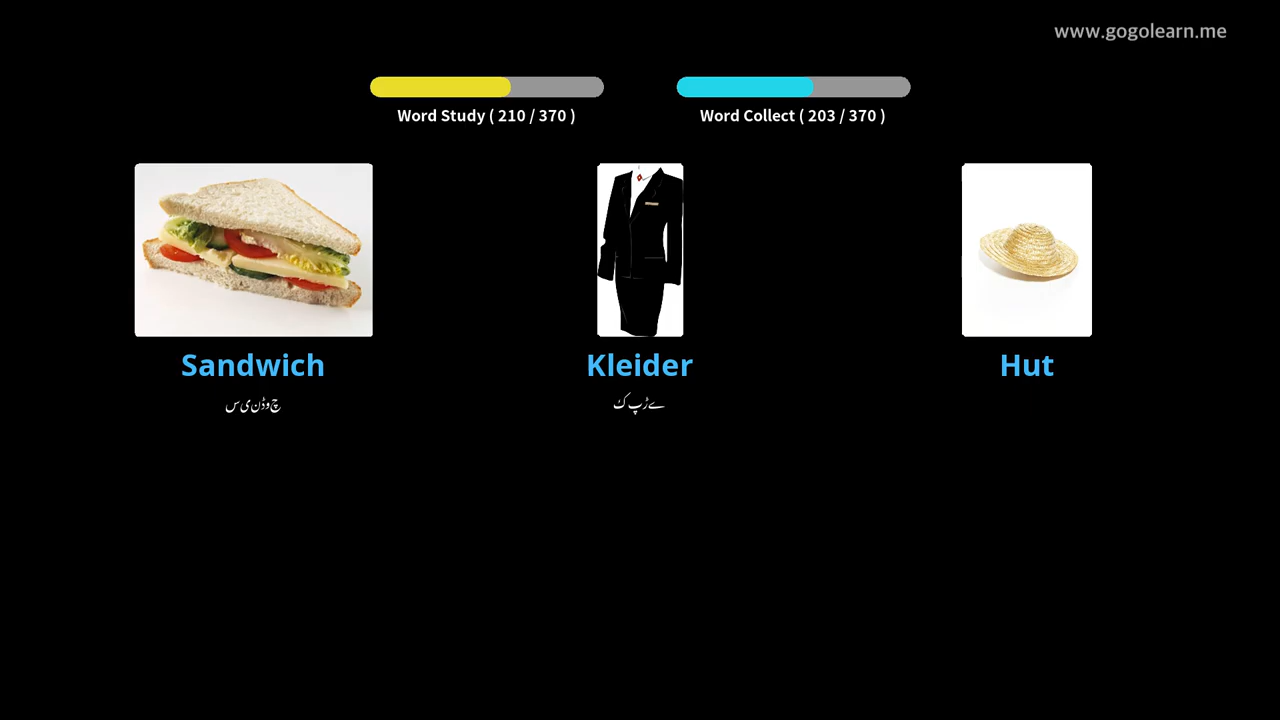 www.gogolearn.me
Word Study ( 210 / 370 )
Word Collect ( 203 / 370 )
Sandwich
Kleider
Hut
چ و ڈ ن ی س
ے ڑ پ ک